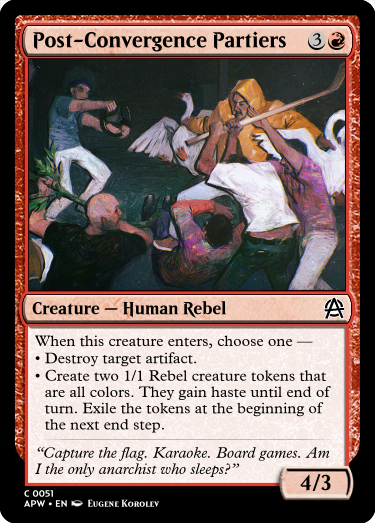 Post-Convergence Partiers 3
Creature — Human Rebel
When this creature enters, choose one —
• Destroy target artifact.
• Create two 1/1 Rebel creature tokens that
are all colors. They gain haste until end of
turn. Exile the tokens at the beginning of
the next end step.
“Capture the flag. Karaoke. Board games. Am
I the only anarchist who sleeps?”
4/3
C 0051
APW • EN Eugene Korolev